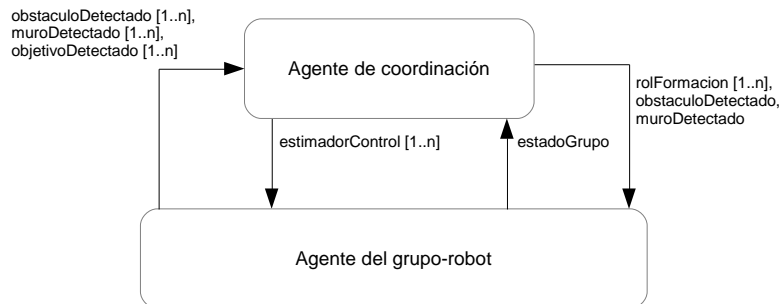 obstaculoDetectado [1..n],
muroDetectado [1..n],
objetivoDetectado [1..n]
Agente de coordinación
rolFormacion [1..n],
obstaculoDetectado,
muroDetectado
estimadorControl [1..n]
estadoGrupo
Agente del grupo-robot